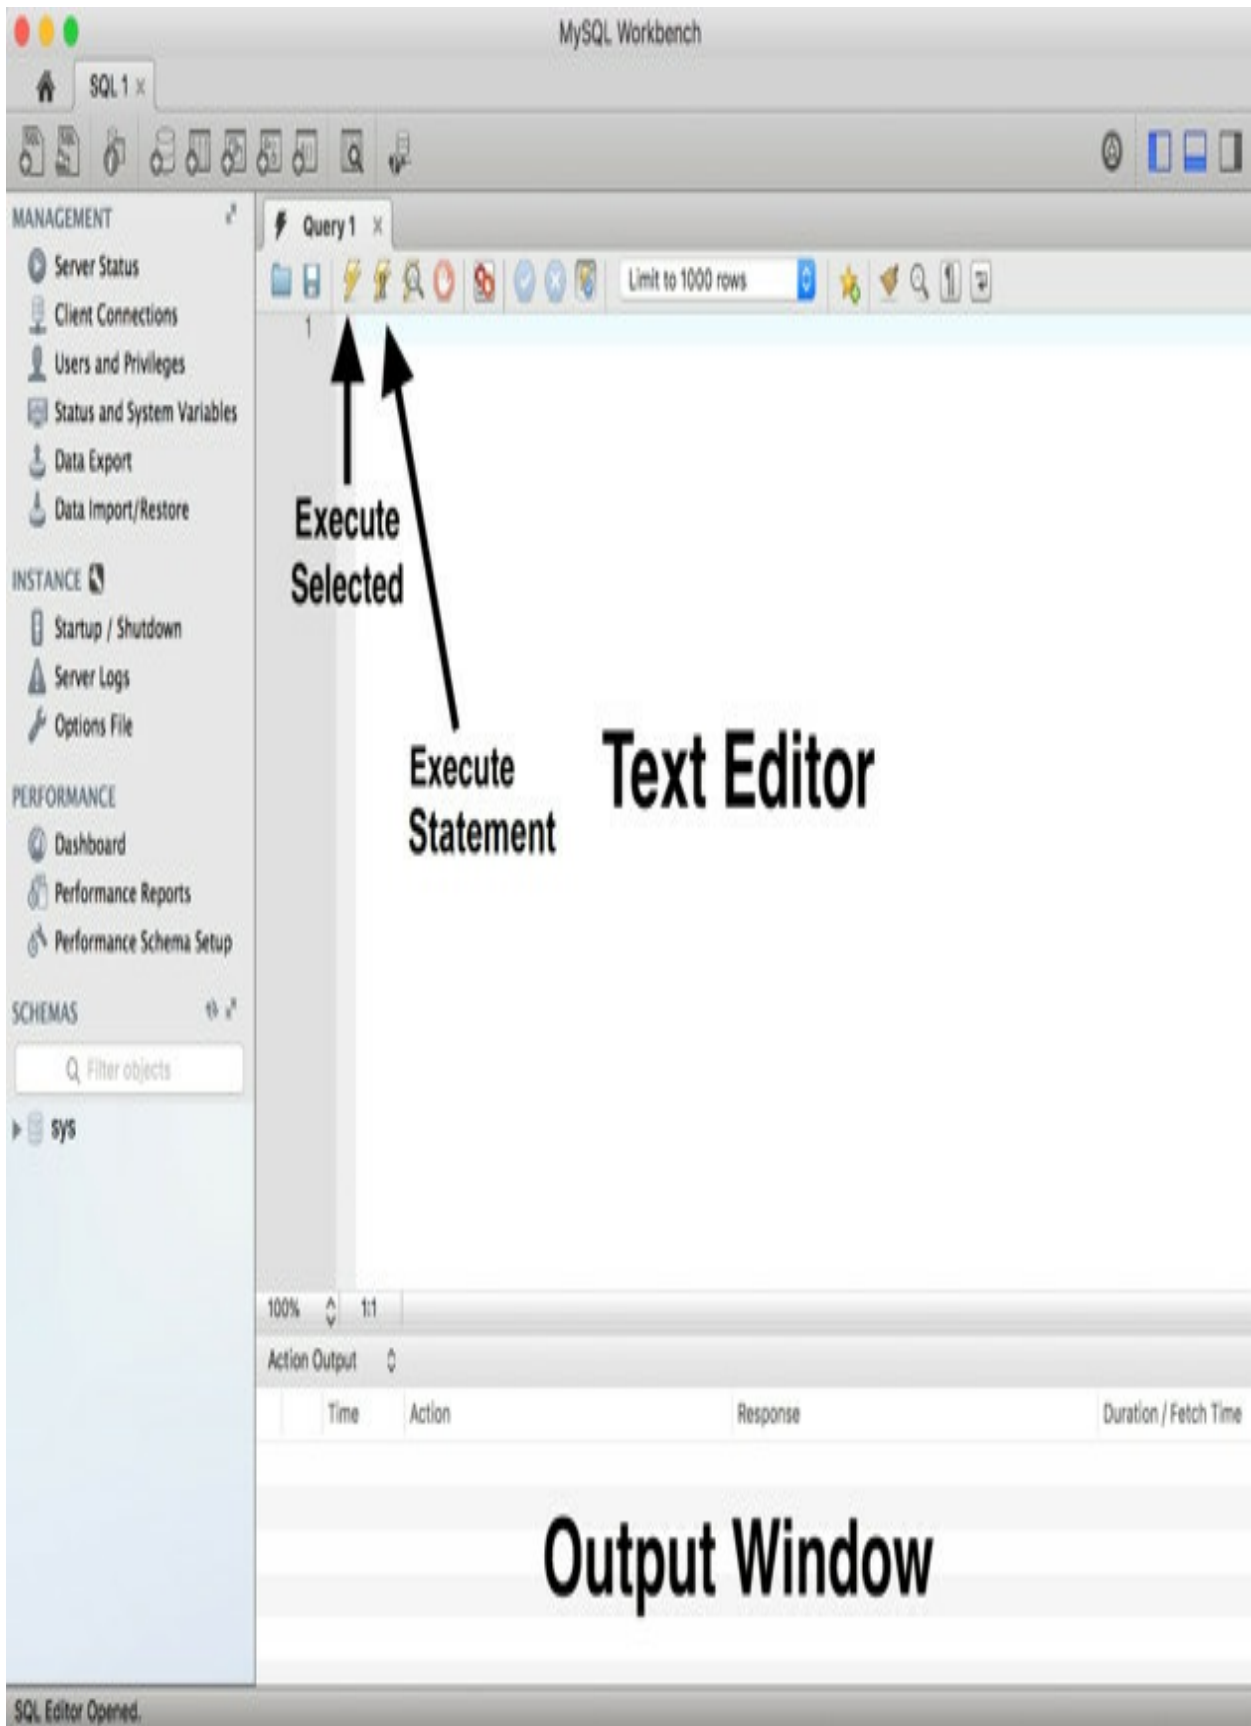 MySQL Workbench
SQL 1 ×
MANAGEMENT
Server Status
Client Connections
Users and Privileges
Status and System Variables
Data Export
Data Import/Restore
INSTANCE
Startup / Shutdown
Server Logs
Options File
PERFORMANCE
Dashboard
Performance Reports
Performance Schema Setup
SCHEMAS
Filter objects
sys
Query 1 ×
Limit to 1000 rows
1
Execute
Selected
Execute
Statement
Text Editor
100% 1:1
Action Output
Time Action Response Duration / Fetch Time
Output Window
SQL Editor Opened.